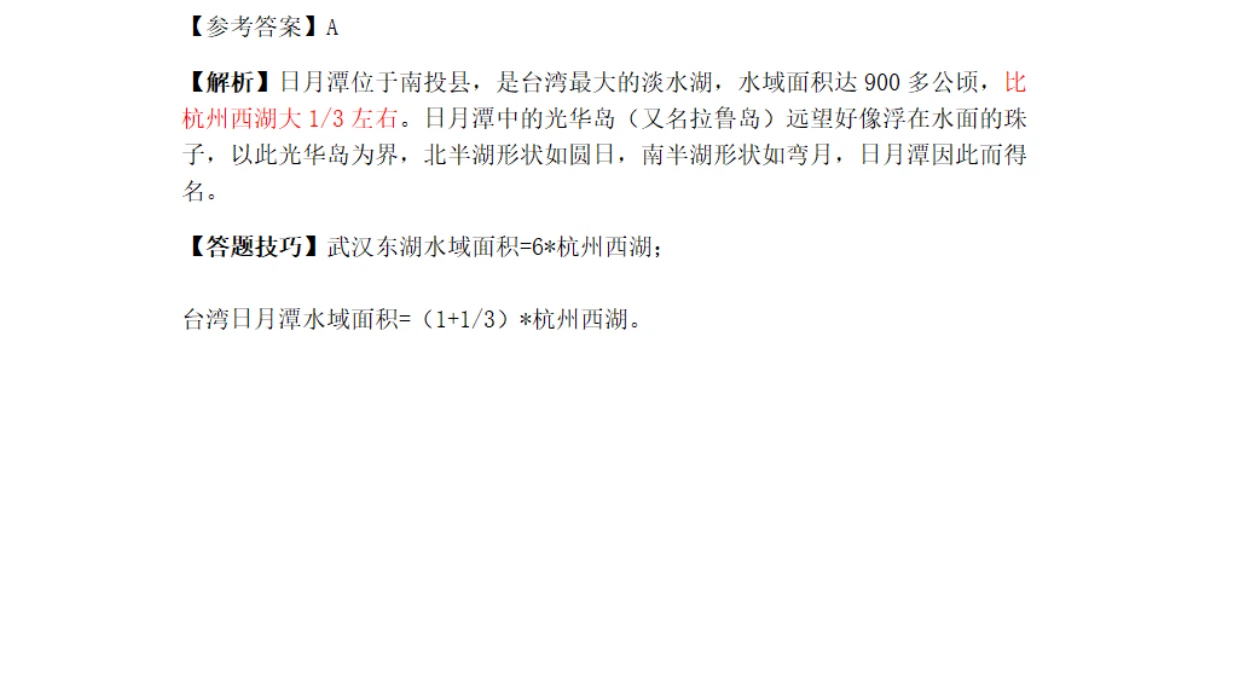 【参考答案】A
【解析】日月潭位于南投县，是台湾最大的淡水湖，水域面积达 900 多公顷，比
杭州西湖大 1/3 左右。日月潭中的光华岛（又名拉鲁岛）远望好像浮在水面的珠
子，以此光华岛为界，北半湖形状如圆日，南半湖形状如弯月，日月潭因此而得
名。
【答题技巧】武汉东湖水域面积=6*杭州西湖；
台湾日月潭水域面积=（1+1/3）*杭州西湖。